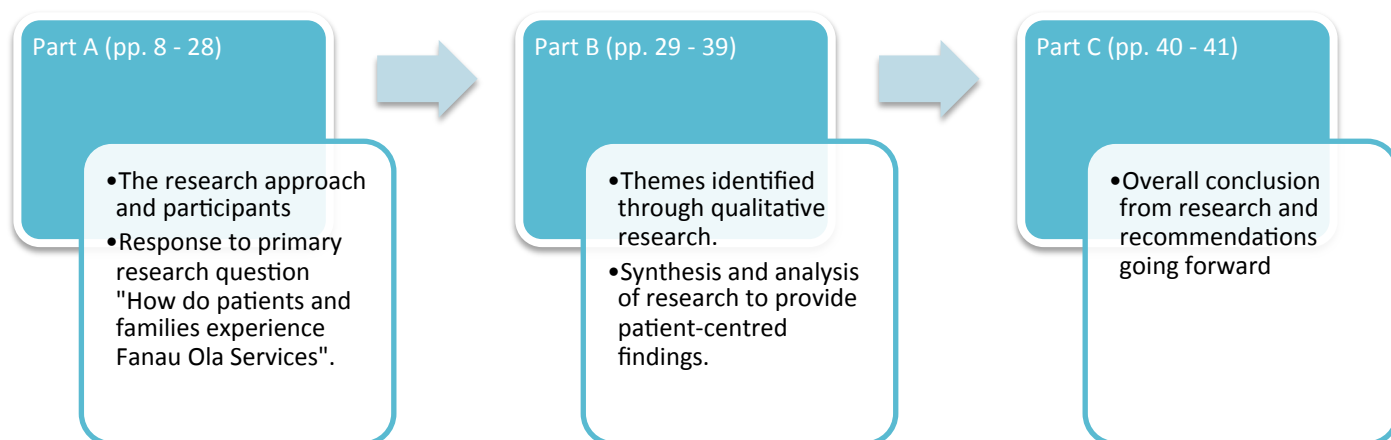 Part A (pp. 8 - 28)
•The research approach
and participants
•Response to primary
research question
"How do patients and
families experience
Fanau Ola Services".
Part B (pp. 29 - 39)
•Themes identified
through qualitative
research.
•Synthesis and analysis
of research to provide
patient-centred
findings.
Part C (pp. 40 - 41)
•Overall conclusion
from research and
recommendations
going forward